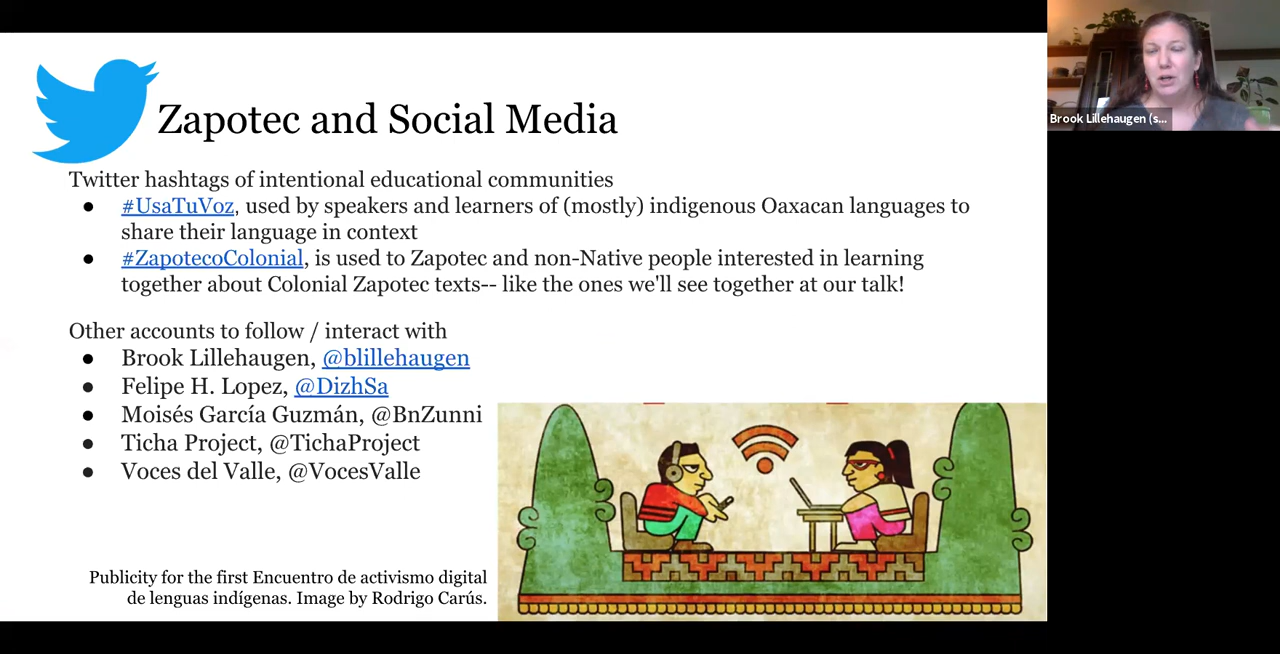 Zapotec and Social Media
Twitter hashtags of intentional educational communities
● #UsaTuVoz, used by speakers and learners of (mostly) indigenous Oaxacan languages to
share their language in context
● #ZapotecoColonial, is used to Zapotec and non-Native people interested in learning
together about Colonial Zapotec texts-- like the ones we'll see together at our talk!
Other accounts to follow / interact with
● Brook Lillehaugen, @blillehaugen
● Felipe H. Lopez, @DizhSa
● Moisés García Guzmán, @BnZunni
● Ticha Project, @TichaProject
● Voces del Valle, @VocesValle
Publicity for the first Encuentro de activismo digital
de lenguas indígenas. Image by Rodrigo Carús.
Brook Lillehaugen (s...